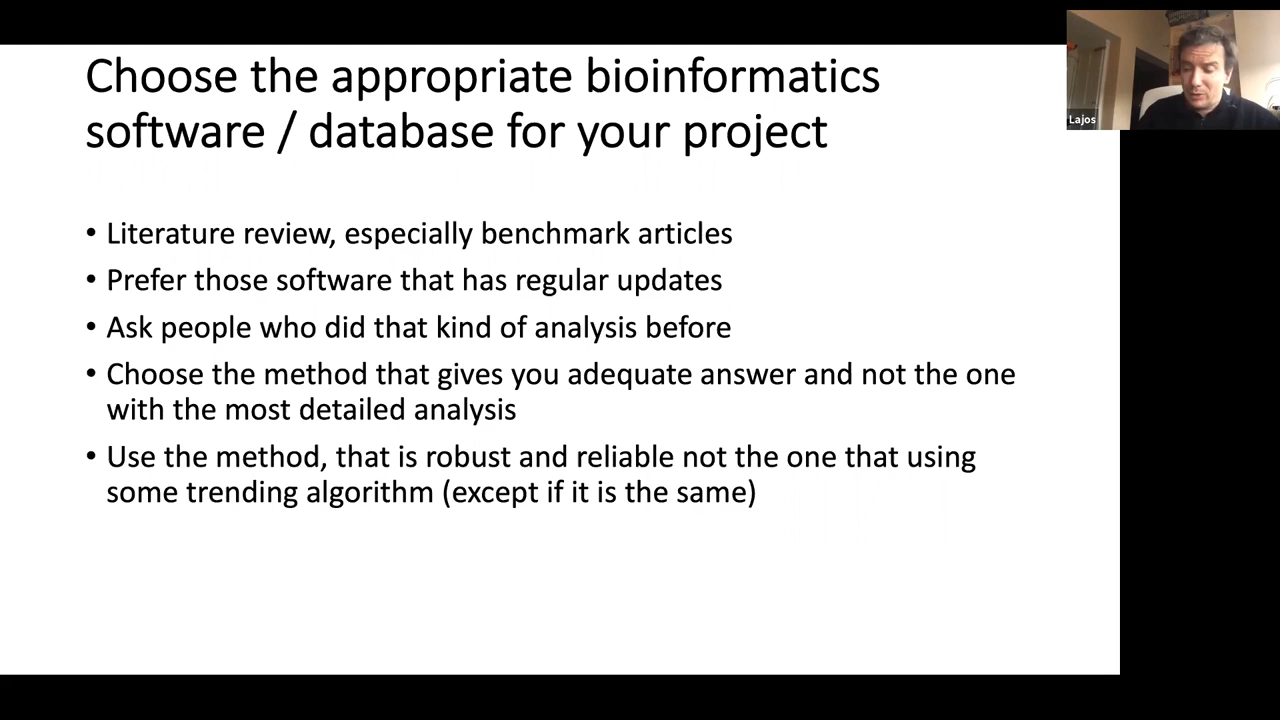 Choose the appropriate bioinformatics
software / database for your project
• Literature review, especially benchmark articles
• Prefer those software that has regular updates
• Ask people who did that kind of analysis before
• Choose the method that gives you adequate answer and not the one
with the most detailed analysis
• Use the method, that is robust and reliable not the one that using
some trending algorithm (except if it is the same)
Lajos